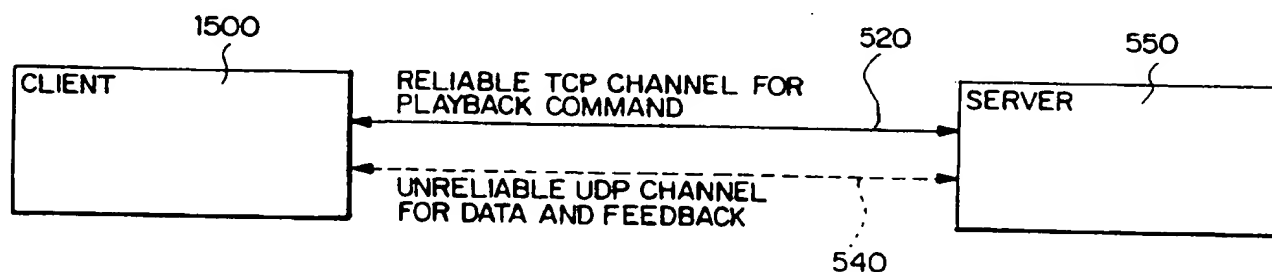 1500
520
550
CLIENT
RELIABLE TCP CHANNEL FOR
PLAYBACK COMMAND
SERVER
UNRELIABLE UDP CHANNEL
FOR DATA AND FEEDBACK
540